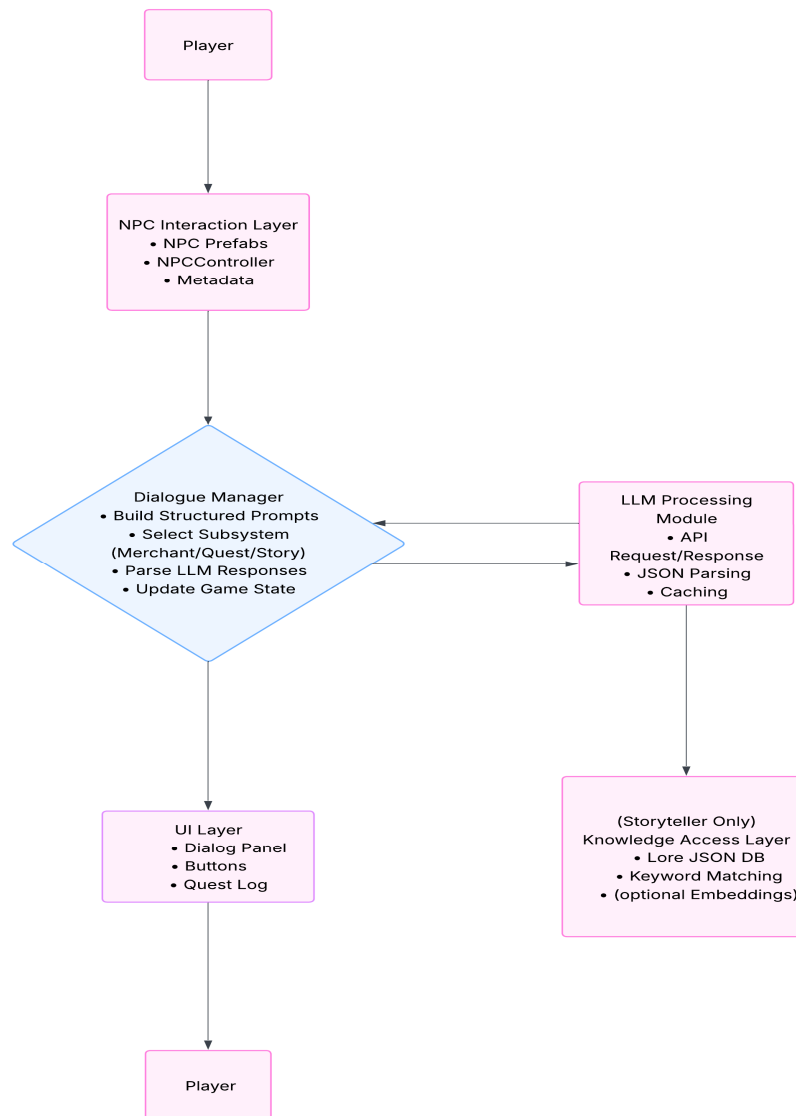 Player
NPC Interaction Layer
• NPC Prefabs
• NPCController
• Metadata
Dialogue Manager
• Build Structured Prompts
• Select Subsystem
(Merchant/Quest/Story)
• Parse LLM Responses
• Update Game State
LLM Processing
Module
• API
Request/Response
• JSON Parsing
• Caching
(Storyteller Only)
Knowledge Access Layer
• Lore JSON DB
• Keyword Matching
• (optional Embeddings)
UI Layer
• Dialog Panel
• Buttons
• Quest Log
Player